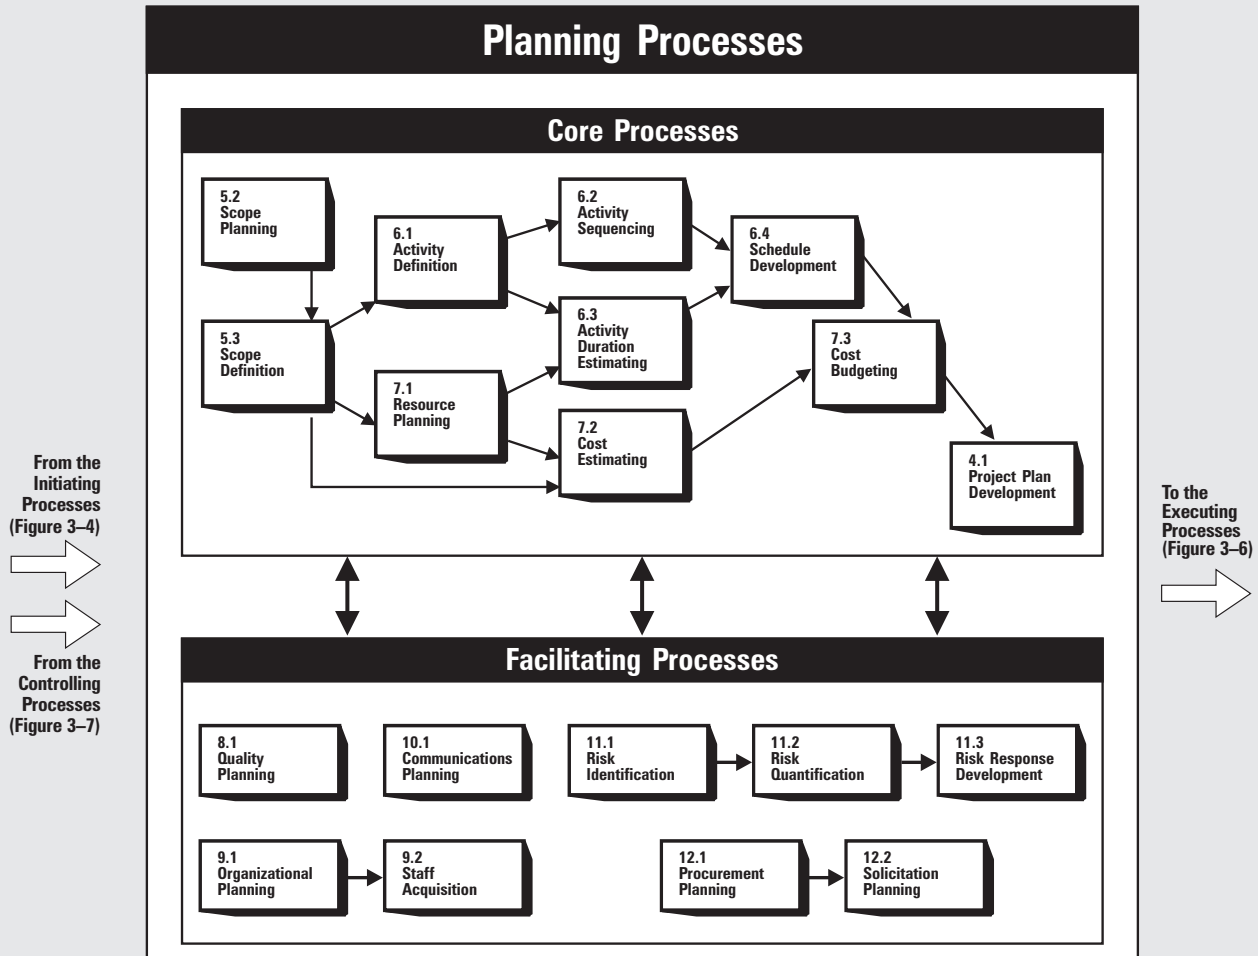 Planning Processes
Core Processes
5.2
Scope
Planning
5.3
Scope
Definition
6.1
Activity
Definition
7.1
Resource
Planning
6.2
Activity
Sequencing
6.3
Activity
Duration
Estimating
7.2
Cost
Estimating
6.4
Schedule
Development
7.3
Cost
Budgeting
4.1
Project Plan
Development
From the
Initiating
Processes
(Figure 3–4)
From the
Controlling
Processes
(Figure 3–7)
To the
Executing
Processes
(Figure 3–6)
Facilitating Processes
8.1
Quality
Planning
10.1
Communications
Planning
11.1
Risk
Identification
11.2
Risk
Quantification
11.3
Risk Response
Development
9.1
Organizational
Planning
9.2
Staff
Acquisition
12.1
Procurement
Planning
12.2
Solicitation
Planning